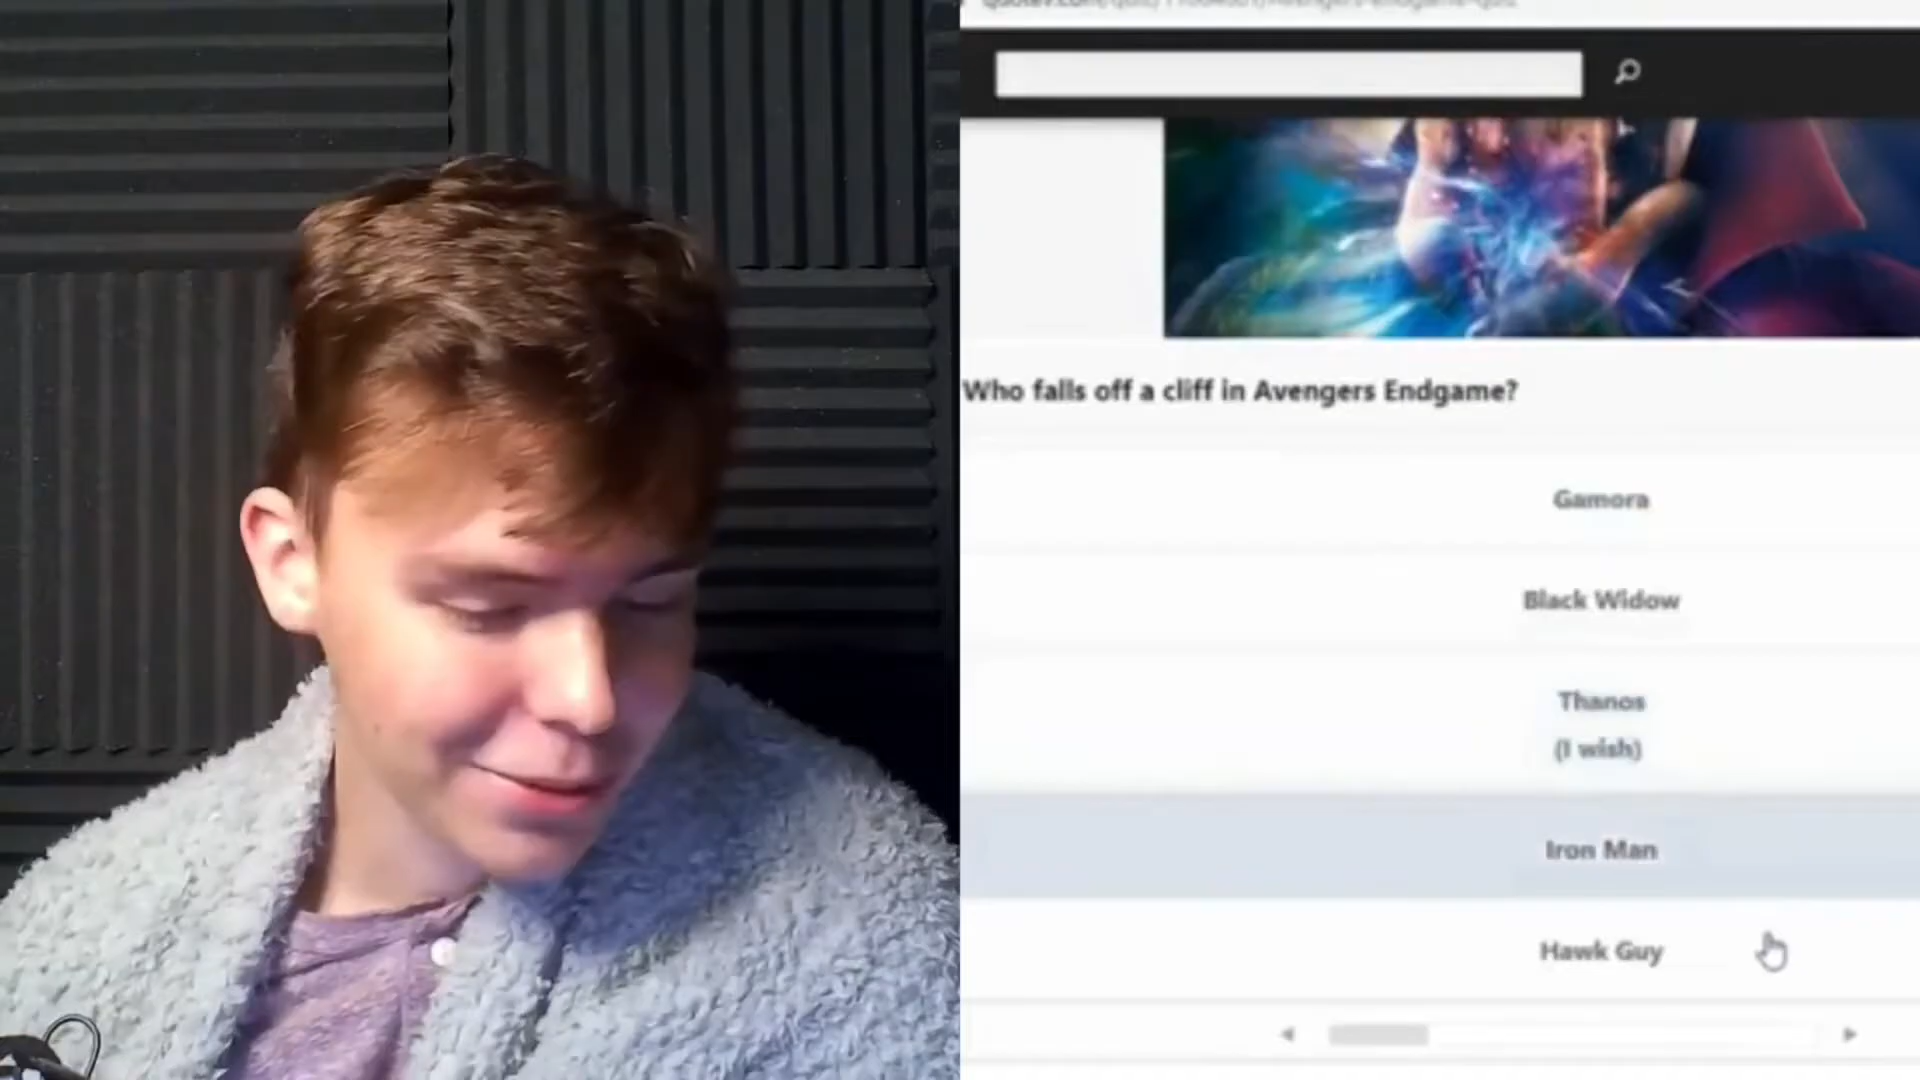 Who falls off a cliff in Avengers Endgame?
Gamora
Black Widow
Thanos
(I wish)
Iron Man
Hawk Guy